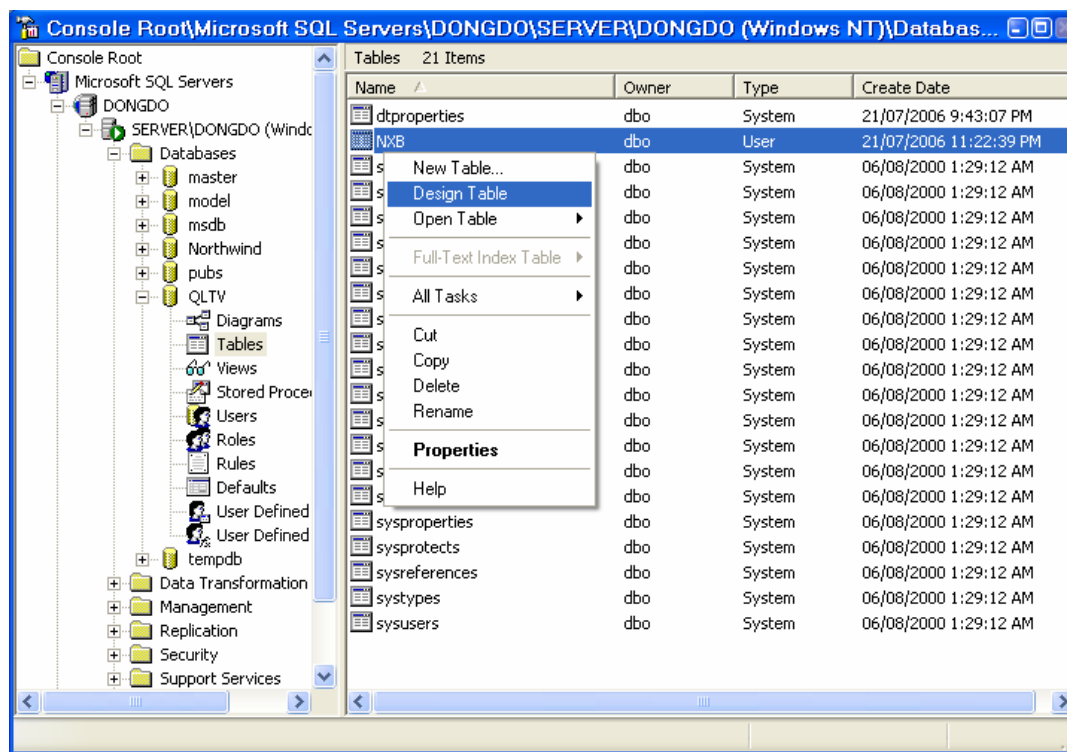 Console Root\Microsoft SQL Servers\DONGDO\SERVER\DONGDO (Windows NT)\Databas...
Console Root
Microsoft SQL Servers
DONGDO
SERVER\DONGDO (Windo
Databases
master
model
msdb
Northwind
pubs
QLTV
Diagrams
Tables
Views
Stored Proce
Users
Roles
Rules
Defaults
User Defined
User Defined
tempdb
Data Transformation
Management
Replication
Security
Support Services
Tables 21 Items
Name Owner Type Create Date
dtproperties dbo System 21/07/2006 9:43:07 PM
NXB dbo User 21/07/2006 11:22:39 PM
s dbo System 06/08/2000 1:29:12 AM
s dbo System 06/08/2000 1:29:12 AM
s dbo System 06/08/2000 1:29:12 AM
s dbo System 06/08/2000 1:29:12 AM
s dbo System 06/08/2000 1:29:12 AM
s dbo System 06/08/2000 1:29:12 AM
s dbo System 06/08/2000 1:29:12 AM
s dbo System 06/08/2000 1:29:12 AM
s dbo System 06/08/2000 1:29:12 AM
s dbo System 06/08/2000 1:29:12 AM
s dbo System 06/08/2000 1:29:12 AM
s dbo System 06/08/2000 1:29:12 AM
s dbo System 06/08/2000 1:29:12 AM
s dbo System 06/08/2000 1:29:12 AM
sysproperties dbo System 06/08/2000 1:29:12 AM
sysprotects dbo System 06/08/2000 1:29:12 AM
sysreferences dbo System 06/08/2000 1:29:12 AM
systypes dbo System 06/08/2000 1:29:12 AM
sysusers dbo System 06/08/2000 1:29:12 AM
New Table...
Design Table
Open Table
Full-Text Index Table
All Tasks
Cut
Copy
Delete
Rename
Properties
Help